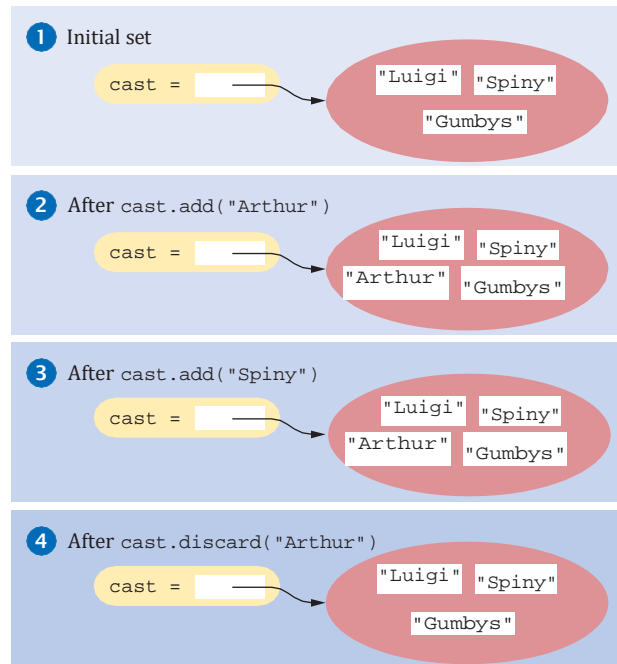 1 Initial set
cast =
"Luigi" "Spiny"
"Gumbys"
2 After cast.add("Arthur")
cast =
"Luigi" "Spiny"
"Arthur" "Gumbys"
3 After cast.add("Spiny")
cast =
"Luigi" "Spiny"
"Arthur" "Gumbys"
4 After cast.discard("Arthur")
cast =
"Luigi" "Spiny"
"Gumbys"